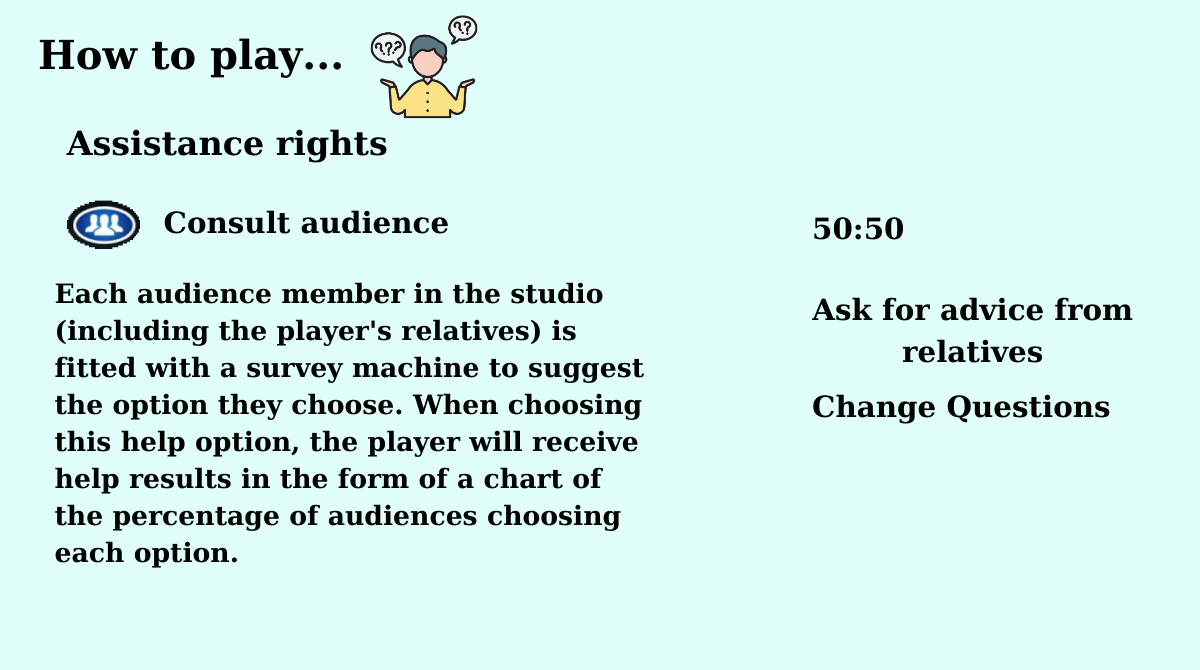 How to play...
??? ??
Assistance rights
Consult audience
Each audience member in the studio
(including the player's relatives) is
fitted with a survey machine to suggest
the option they choose. When choosing
this help option, the player will receive
help results in the form of a chart of
the percentage of audiences choosing
each option.
50:50
Ask for advice from
relatives
Change Questions